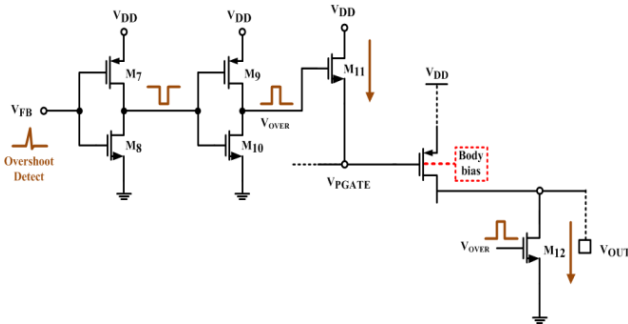 VDD
VDD
VDD
M7
M9
M11
VDD
VFB
VOVER
M8
M10
Overshoot
Detect
Body
bias
VPGATE
VOVER
M12
VOUT